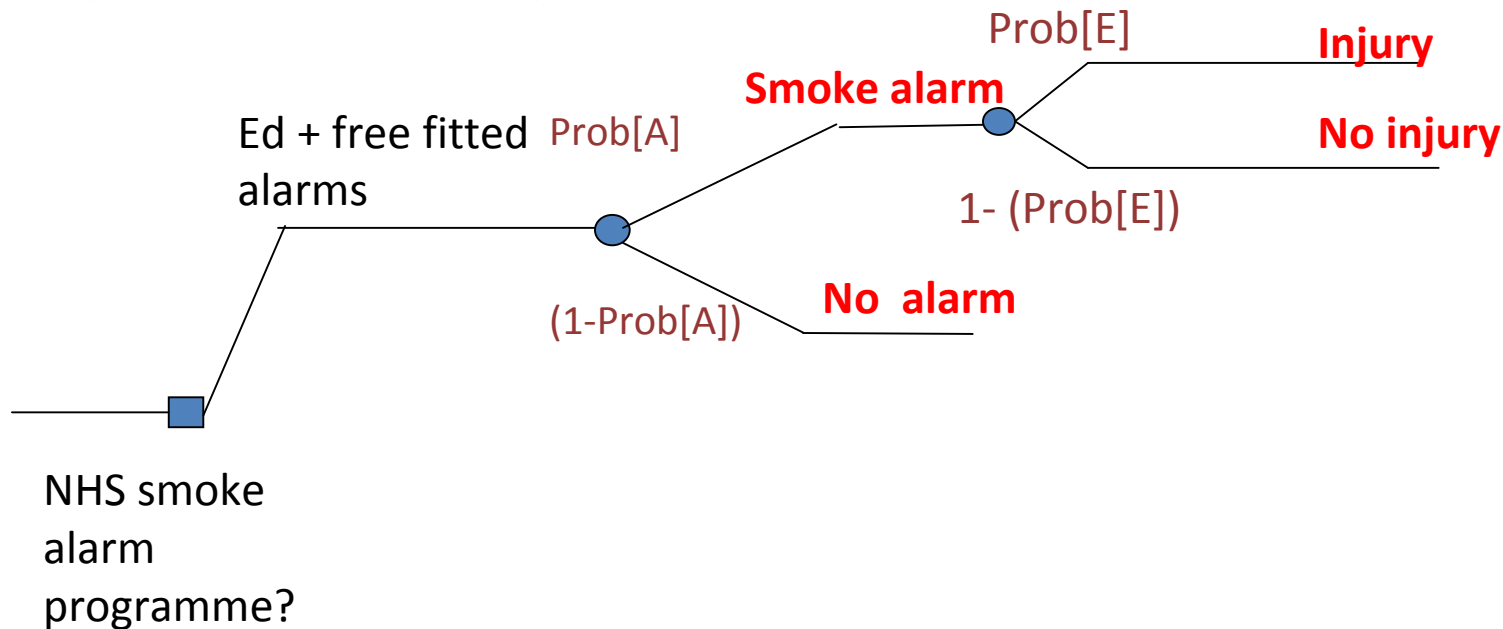 Prob[E]
Injury
Smoke alarm
No injury
Ed + free fitted
alarms
Prob[A]
1- (Prob[E])
No  alarm
(1-Prob[A])
NHS smoke
alarm
programme?